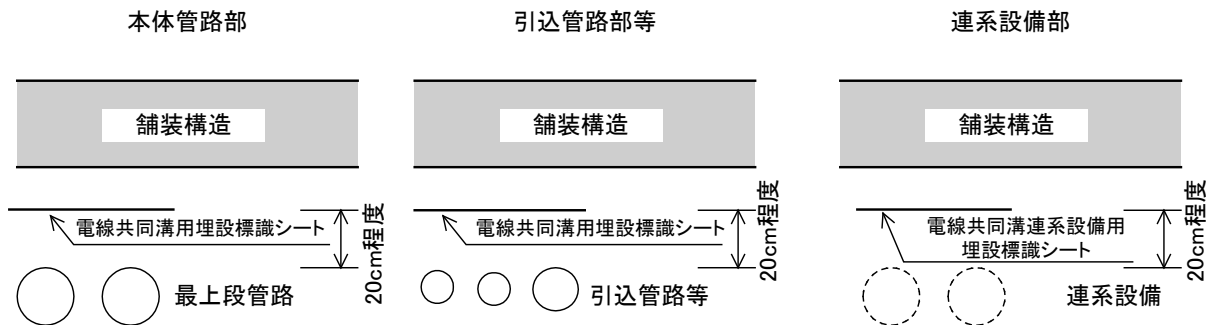 本体管路部
引込管路部等
連系設備部
舗装構造
舗装構造
舗装構造
電線共同溝用埋設標識シート
20cm程度
最上段管路
電線共同溝用埋設標識シート
20cm程度
引込管路等
電線共同溝連系設備用
埋設標識シート
20cm程度
連系設備